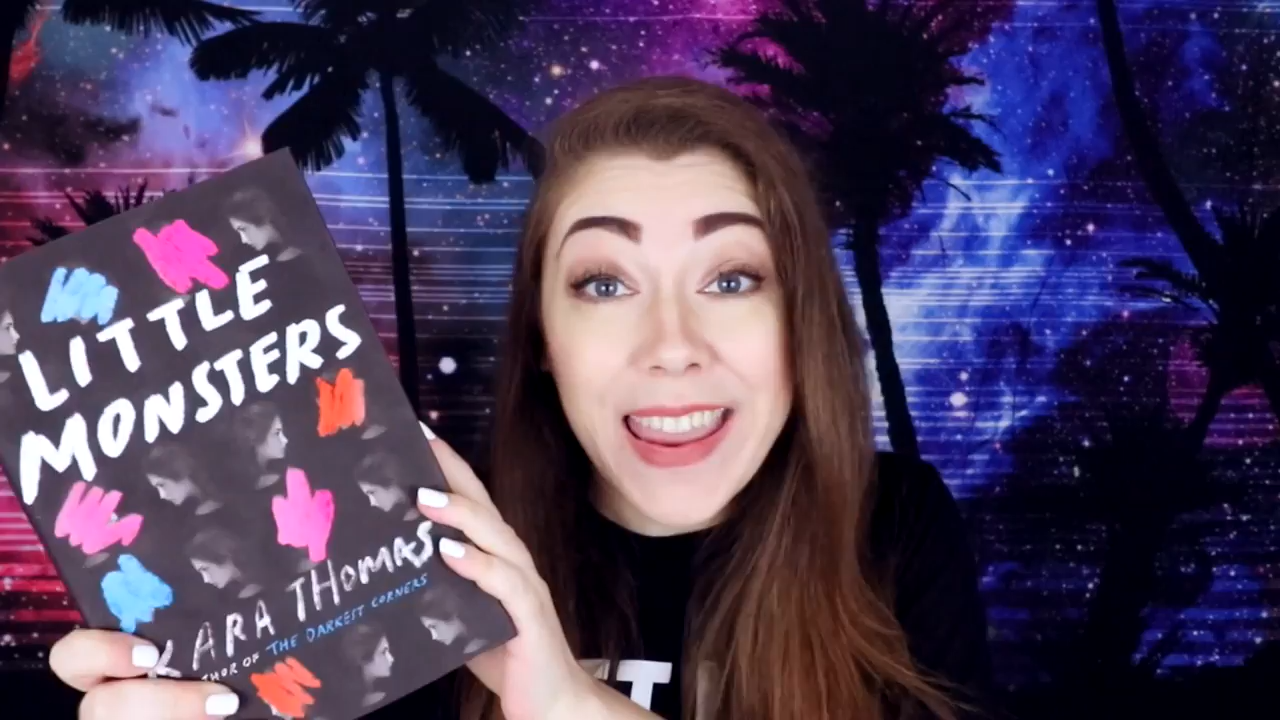 LITTLE
MONSTERS
KARA THOMAS
THOR OF THE DARKEST CORNERS